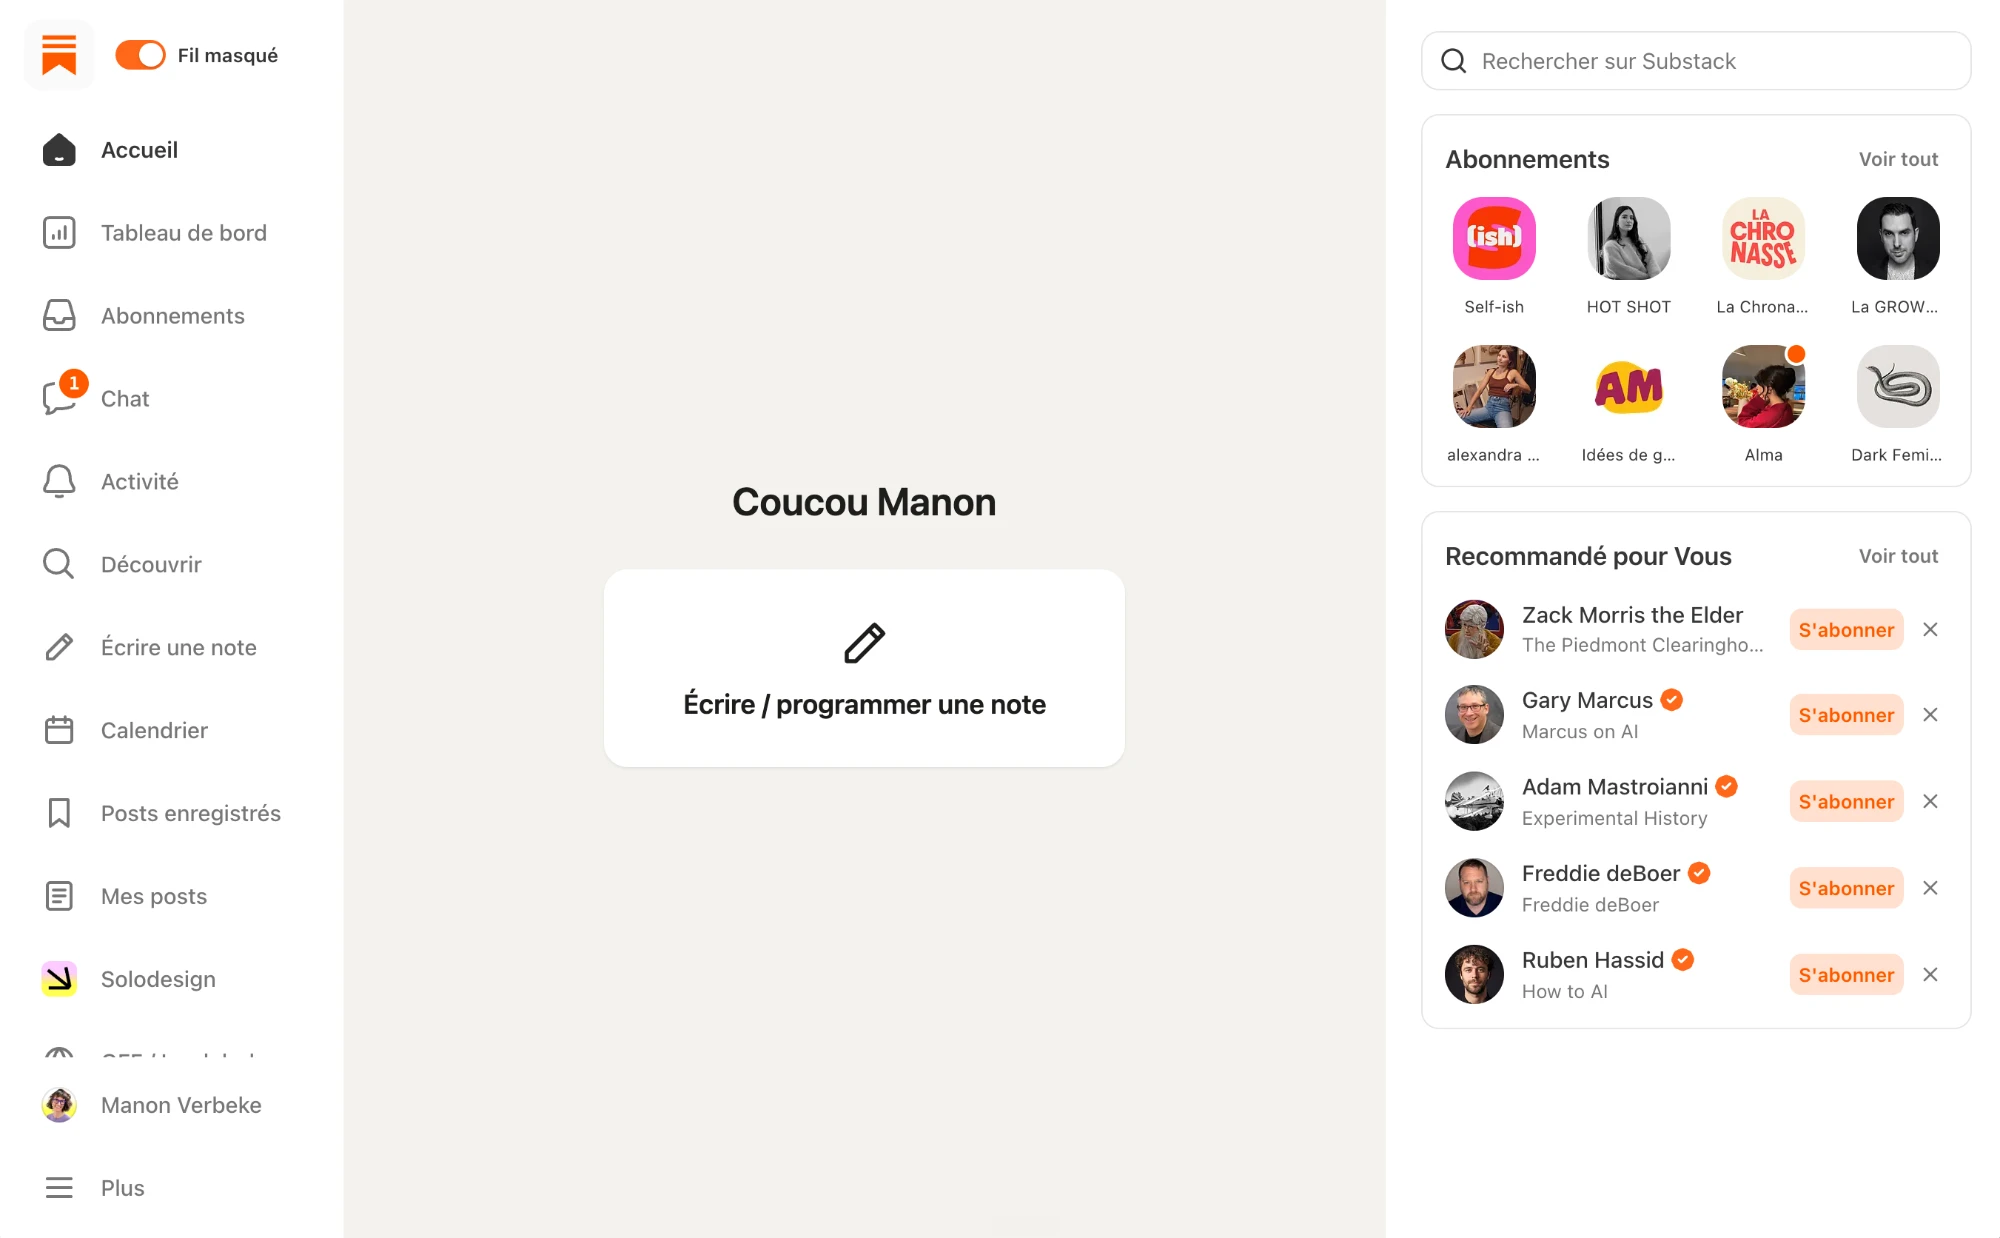 Fil masqué
Accueil
Tableau de bord
Abonnements
1
Chat
Activité
Découvrir
Écrire une note
Calendrier
Posts enregistrés
Mes posts
Solodesign
Manon Verbeke
Plus
Coucou Manon
Écrire / programmer une note
Rechercher sur Substack
Abonnements
Voir tout
(ish)
LA
CHRO
NASSE
Self-ish
HOT SHOT
La Chrona...
La GROW...
AM
alexandra ...
Idées de g...
Alma
Dark Femi...
Recommandé pour Vous
Voir tout
Zack Morris the Elder
The Piedmont Clearingho...
S'abonner
Gary Marcus
Marcus on AI
S'abonner
Adam Mastroianni
Experimental History
S'abonner
Freddie deBoer
Freddie deBoer
S'abonner
Ruben Hassid
How to AI
S'abonner